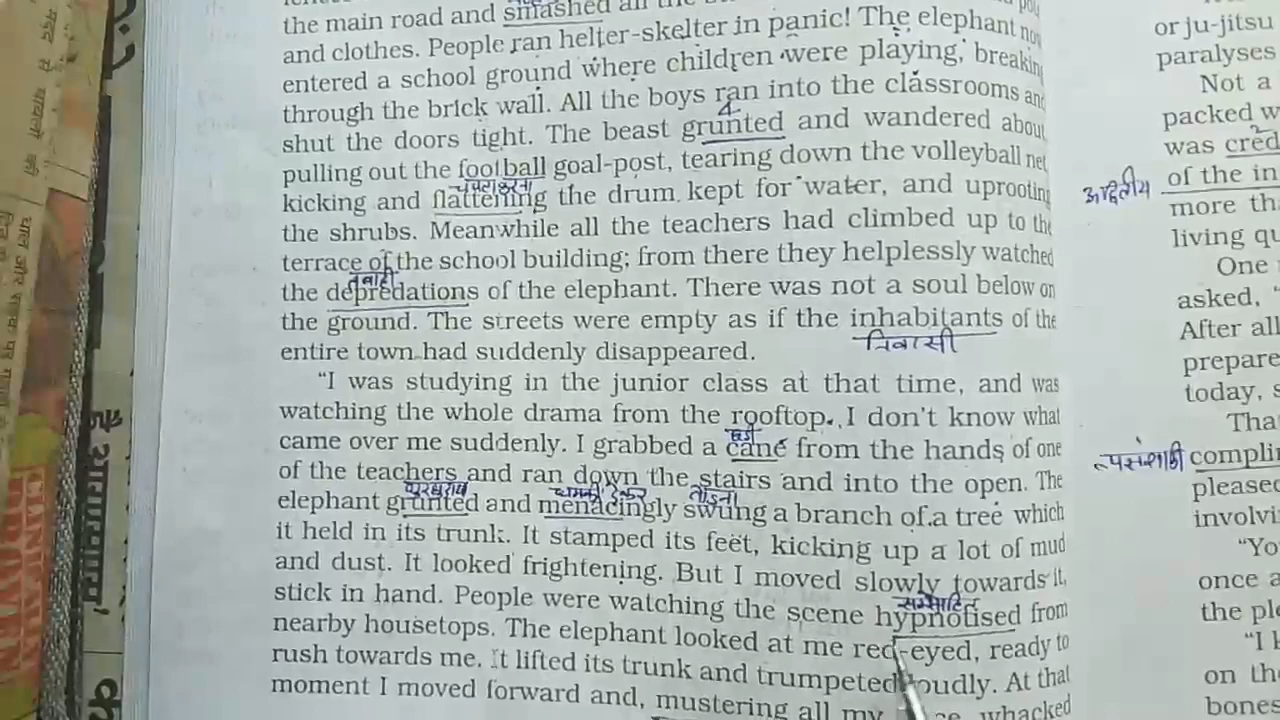 the main road and smashed all the
and clothes. People ran helter-skelter in panic! The elephant now
entered a school ground where children were playing, breaking
through the brick wall. All the boys ran into the classrooms and
shut the doors tight. The beast grunted and wandered about
pulling out the football goal-post, tearing down the volleyball net,
चपटा करना
kicking and flattening the drum kept for water, and uprooting
the shrubs. Meanwhile all the teachers had climbed up to the
terrace of the school building; from there they helplessly watched
तबाही
the depredations of the elephant. There was not a soul below on
the ground. The streets were empty as if the inhabitants of the
निवासी
entire town had suddenly disappeared.
“I was studying in the junior class at that time, and was
watching the whole drama from the rooftop. I don't know what
came over me suddenly. I grabbed a cane from the hands of one
छड़ी
of the teachers and ran down the stairs and into the open. The
elephant grunted and menacingly swung a branch of a tree which
it held in its trunk. It stamped its feet, kicking up a lot of mud
and dust. It looked frightening. But I moved slowly towards it,
stick in hand. People were watching the scene hypnotised from
nearby housetops. The elephant looked at me red-eyed, ready to
rush towards me. It lifted its trunk and trumpeted loudly. At that
moment I moved forward and, mustering all my whacked
or ju-jitsu
paralyses
Not a
packed w
was cred
अद्वितीय
of the in
more tha
living qu
One
asked, “
After all
prepare
today, s
Tha
compli
pleased
involvi
“Yo
once a
the pl
“I
on th
bones